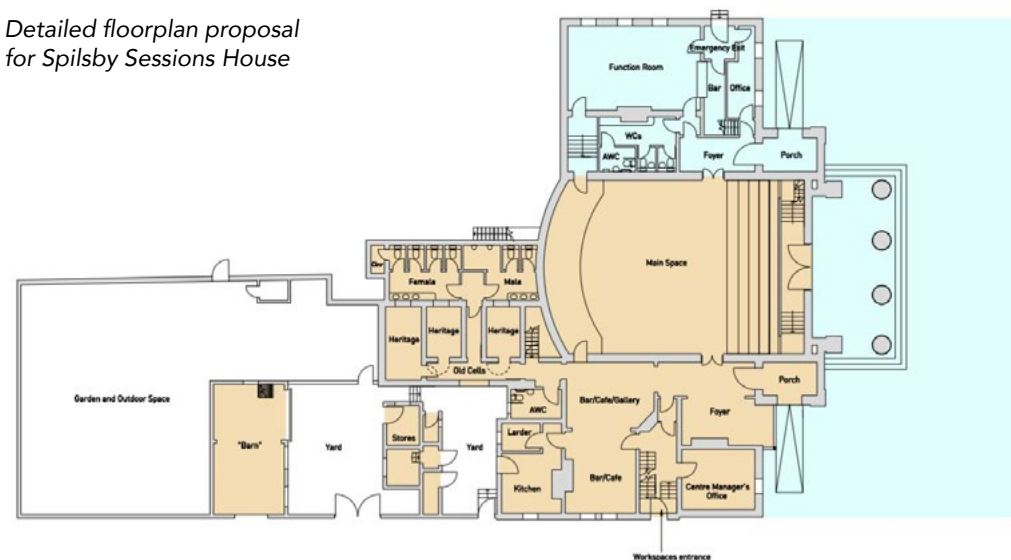 Detailed floorplan proposal
for Spilsby Sessions House
Emergency Exit
Function Room
Bar
Office
WCs
AWC
Foyer
Porch
Main Space
Female
Male
Heritage
Heritage
Heritage
Old Cells
Garden and Outdoor Space
"Barn"
Yard
Stores
Yard
AWC
Larder
Kitchen
Bar/Cafe/Gallery
Bar/Cafe
Foyer
Porch
Centre Manager's
Office
Workspaces entrance